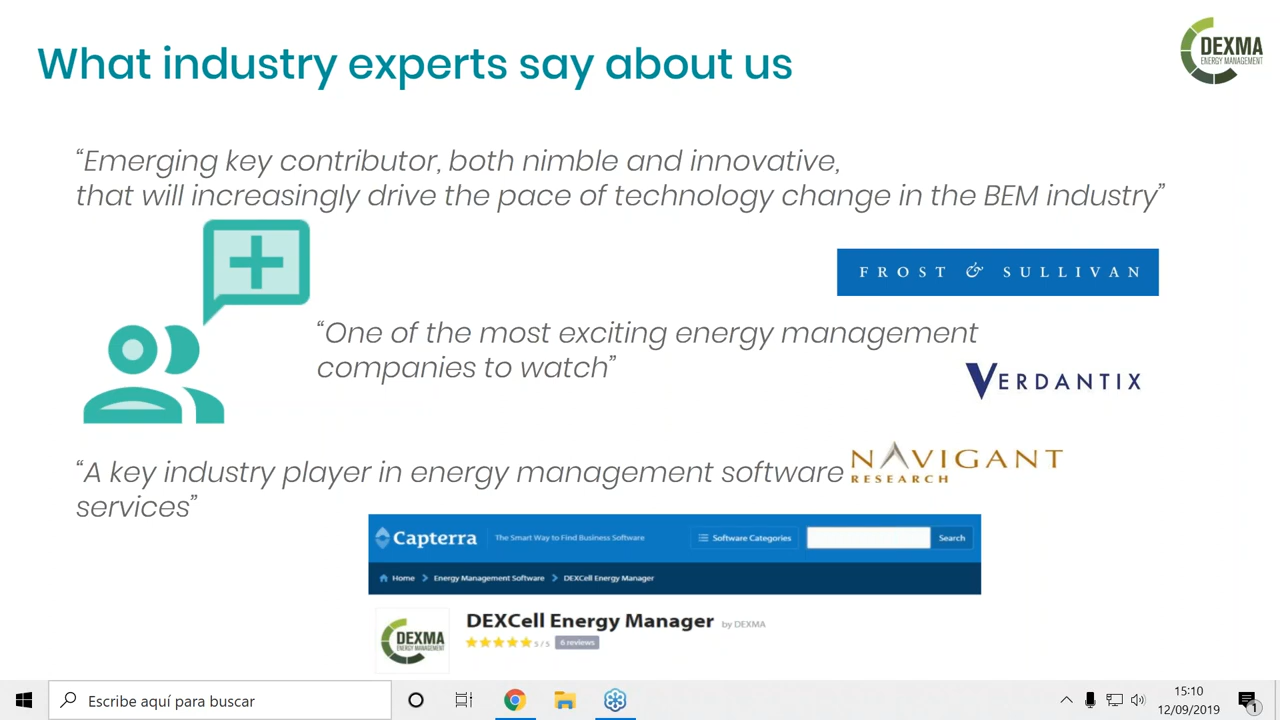 What industry experts say about us
DEXMA
ENERGY MANAGEMENT
“Emerging key contributor, both nimble and innovative,
that will increasingly drive the pace of technology change in the BEM industry”
FROST & SULLIVAN
“One of the most exciting energy management
companies to watch”
VERDANTIX
“A key industry player in energy management software
services”
NAVIGANT
RESEARCH
Capterra
The Smart Way to Find Business Software
Software Categories
Search
Home
Energy Management Software
DEXCell Energy Manager
DEXMA
ENERGY MANAGEMENT
DEXCell Energy Manager by DEXMA
5 / 5 6 reviews
Escribe aquí para buscar
15:10
12/09/2019
1